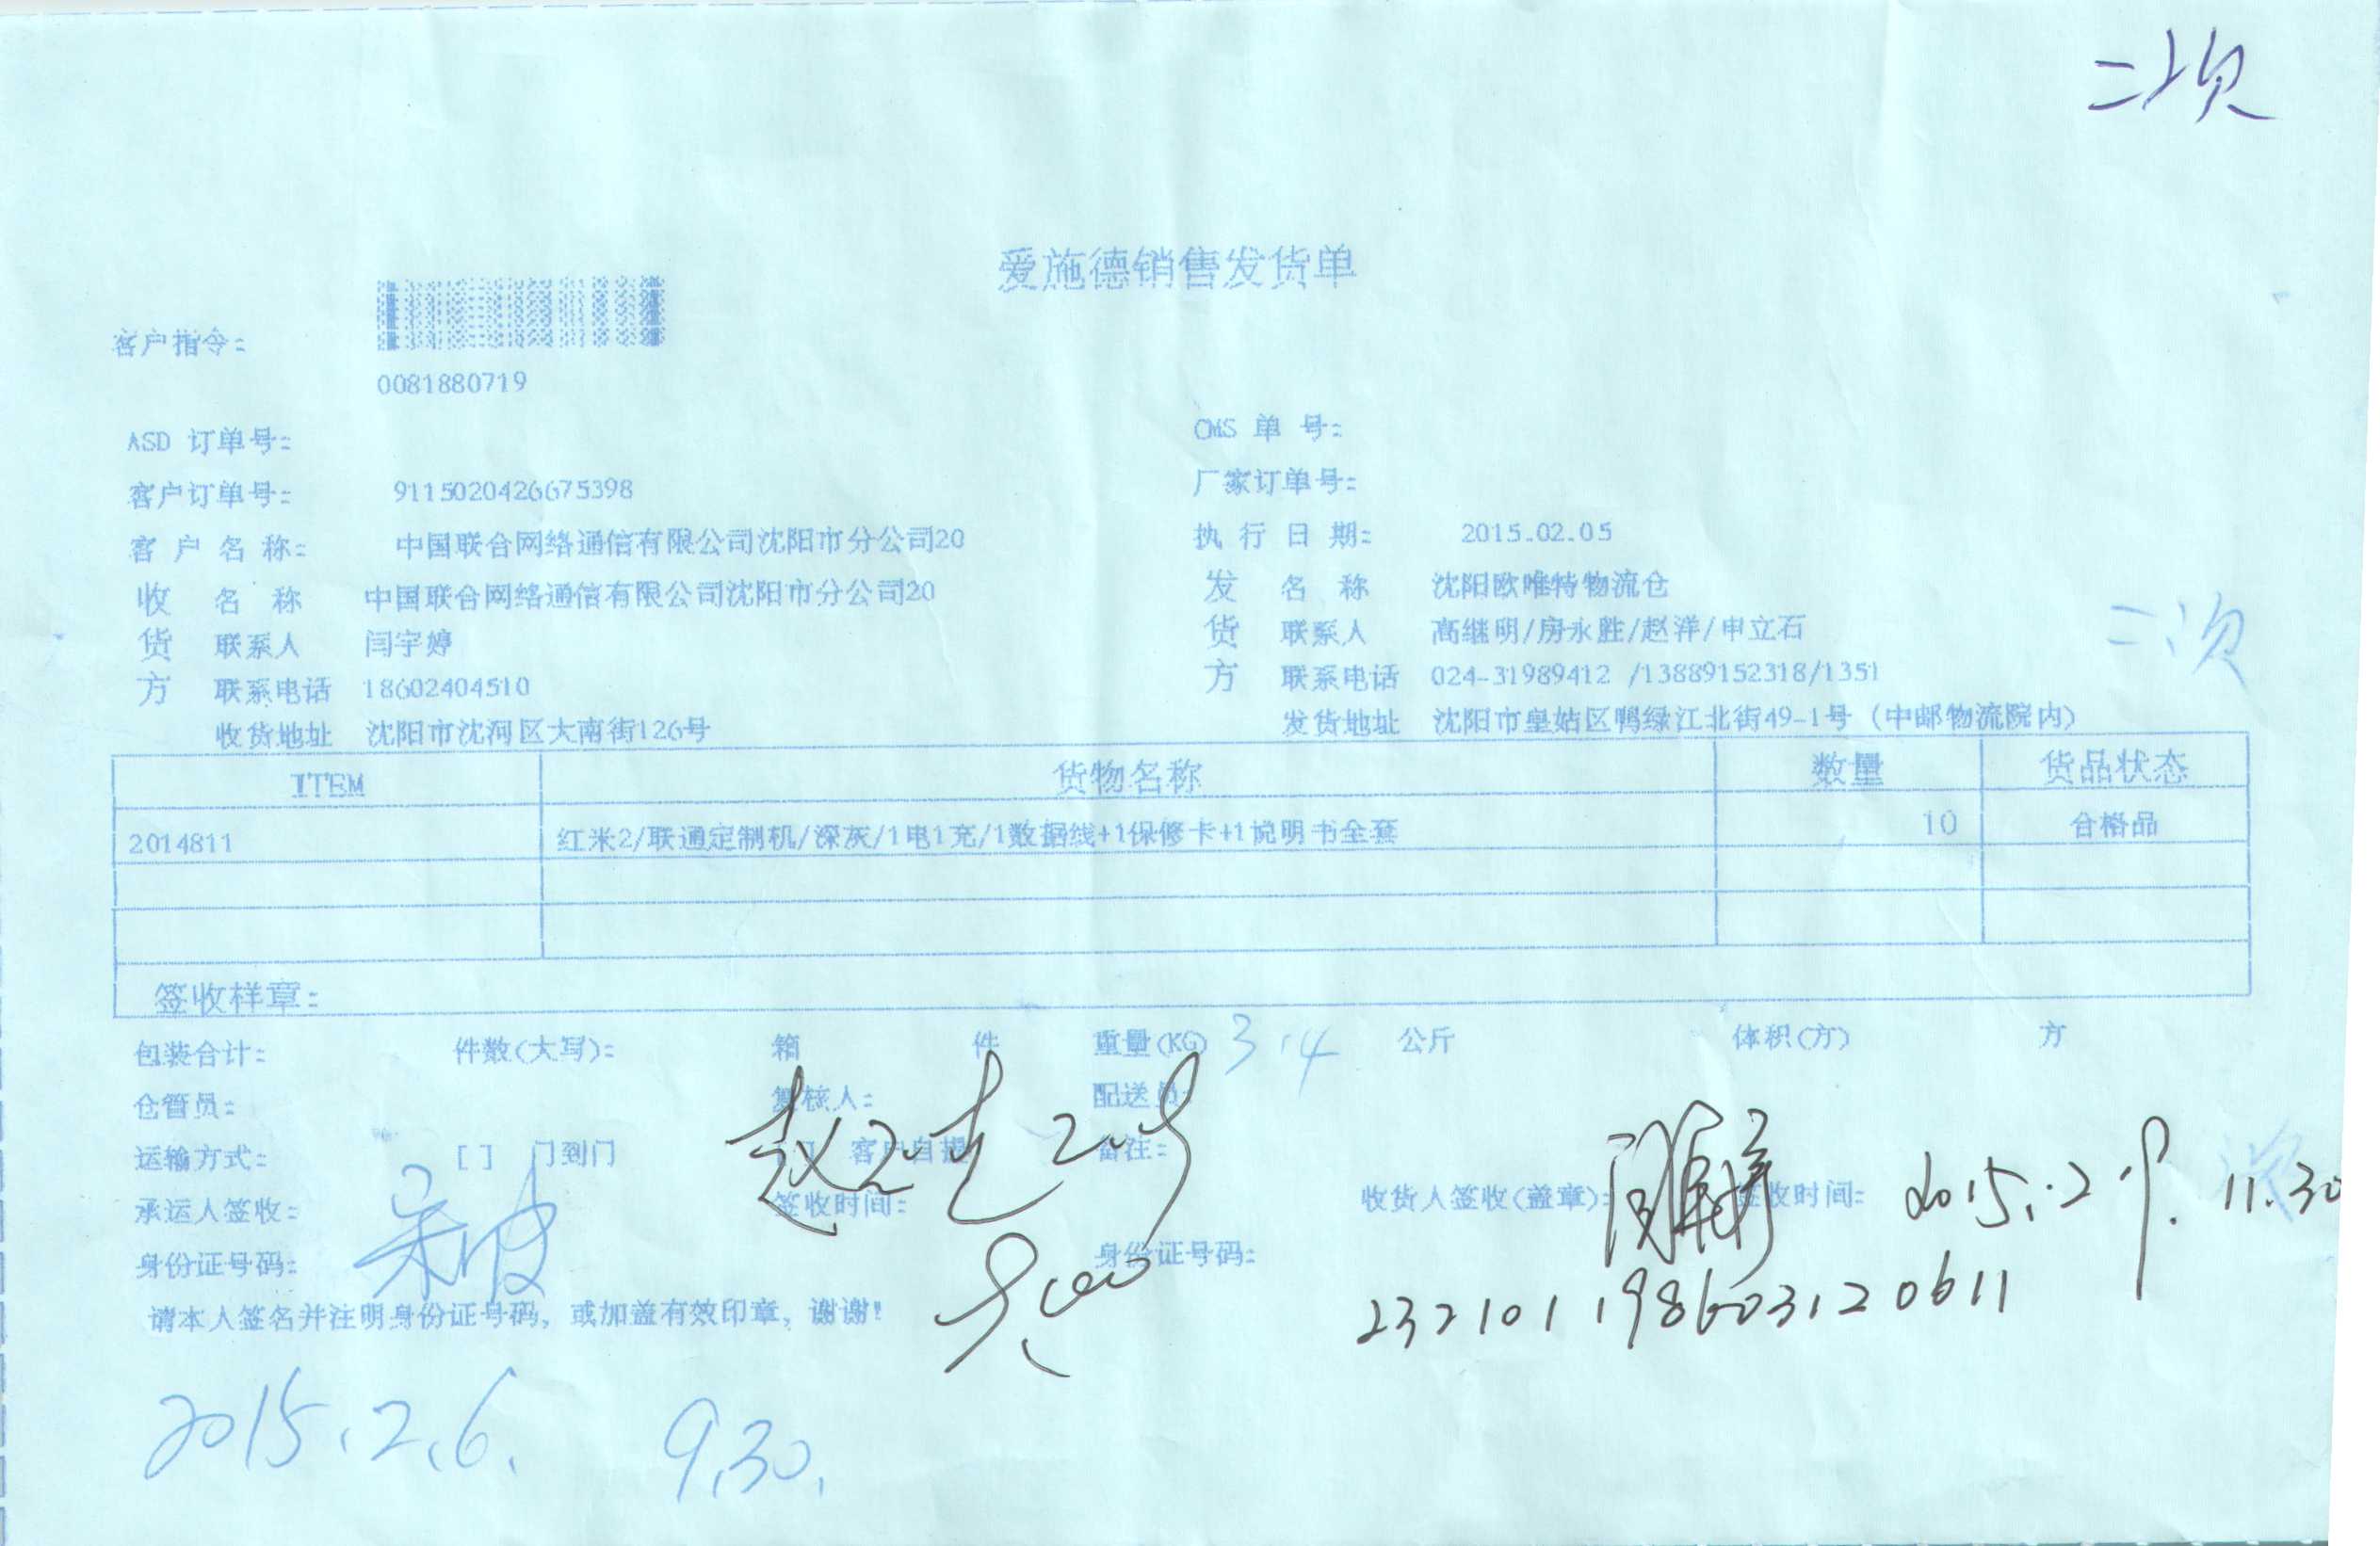 二次
爱施德销售发货单
客户指令:
0081880719
ASD 订单号: CMS 单 号:
客户订单号: 9115020426675398 厂家订单号:
客 户 名 称: 中国联合网络通信有限公司沈阳市分公司20 执 行 日 期: 2015.02.05
收 名 称 中国联合网络通信有限公司沈阳市分公司20 发 名 称 沈阳欧唯特物流仓
货 联系人 闫宇婷 货 联系人 高继明/房永胜/赵洋/申立石
二次
方 联系电话 18602404510 方 联系电话 024-31989412 /13889152318/1351
收货地址 沈阳市沈河区大南街126号 发货地址 沈阳市皇姑区鸭绿江北街49-1号 (中邮物流院内)
ITEM 货物名称 数量 货品状态
2014811 红米2/联通定制机/深灰/1电1充/1数据线+1保修卡+1说明书全套 10 合格品
签收样章:
包装合计: 件数(大写): 箱 件 重量(KG) 3.4 公斤 体积(方) 方
仓管员: 复核人: 配送员:
运输方式: [ ] 门到门 客户自提 备注:
承运人签收: 签收时间: 收货人签收(盖章): 签收时间: 11.30
身份证号码: 身份证号码:
232101198603120611
请本人签名并注明身份证号码, 或加盖有效印章, 谢谢!
2015.2.6. 9.30.